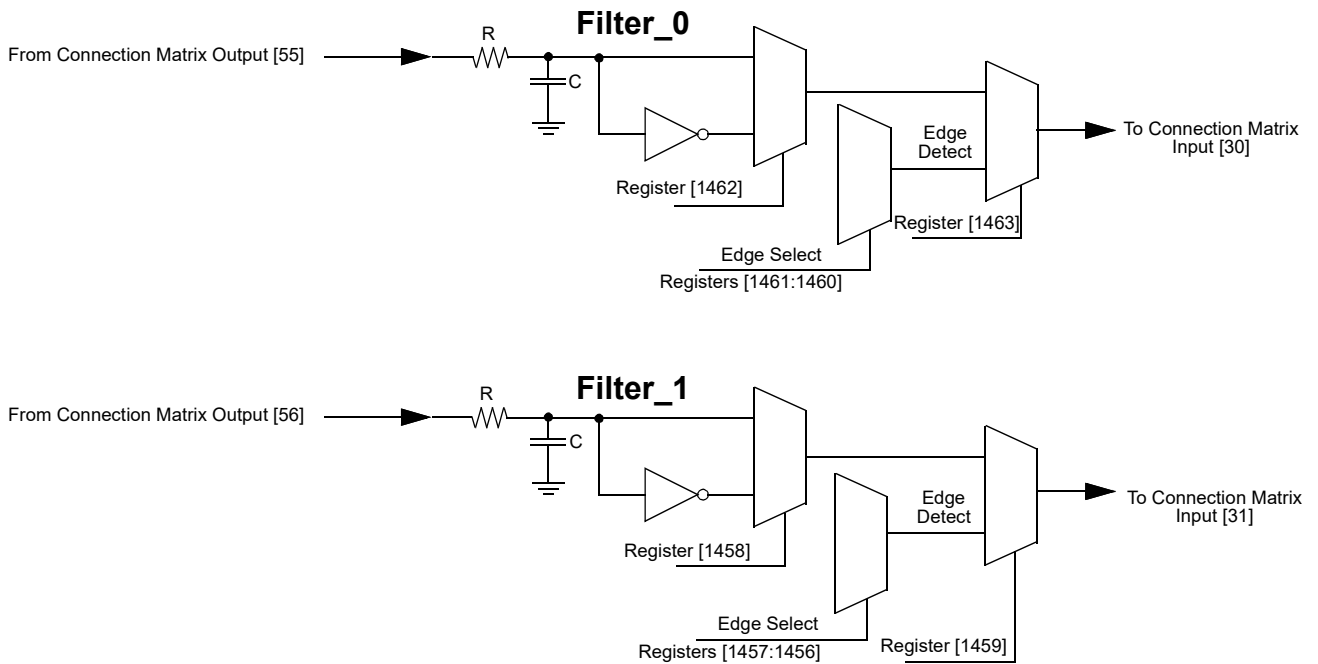 Filter_0
From Connection Matrix Output [55]
R
C
Edge
Detect
To Connection Matrix
Input [30]
Register [1462]
Register [1463]
Edge Select
Registers [1461:1460]
Filter_1
From Connection Matrix Output [56]
R
C
Edge
Detect
To Connection Matrix
Input [31]
Register [1458]
Edge Select
Registers [1457:1456]
Register [1459]